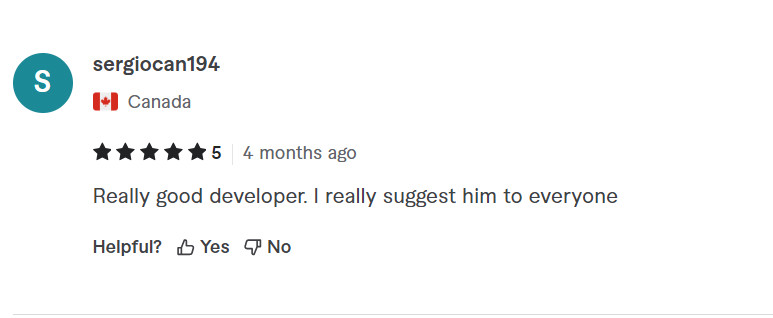 S
sergiocan194
Canada
5 4 months ago
Really good developer. I really suggest him to everyone
Helpful? Yes No